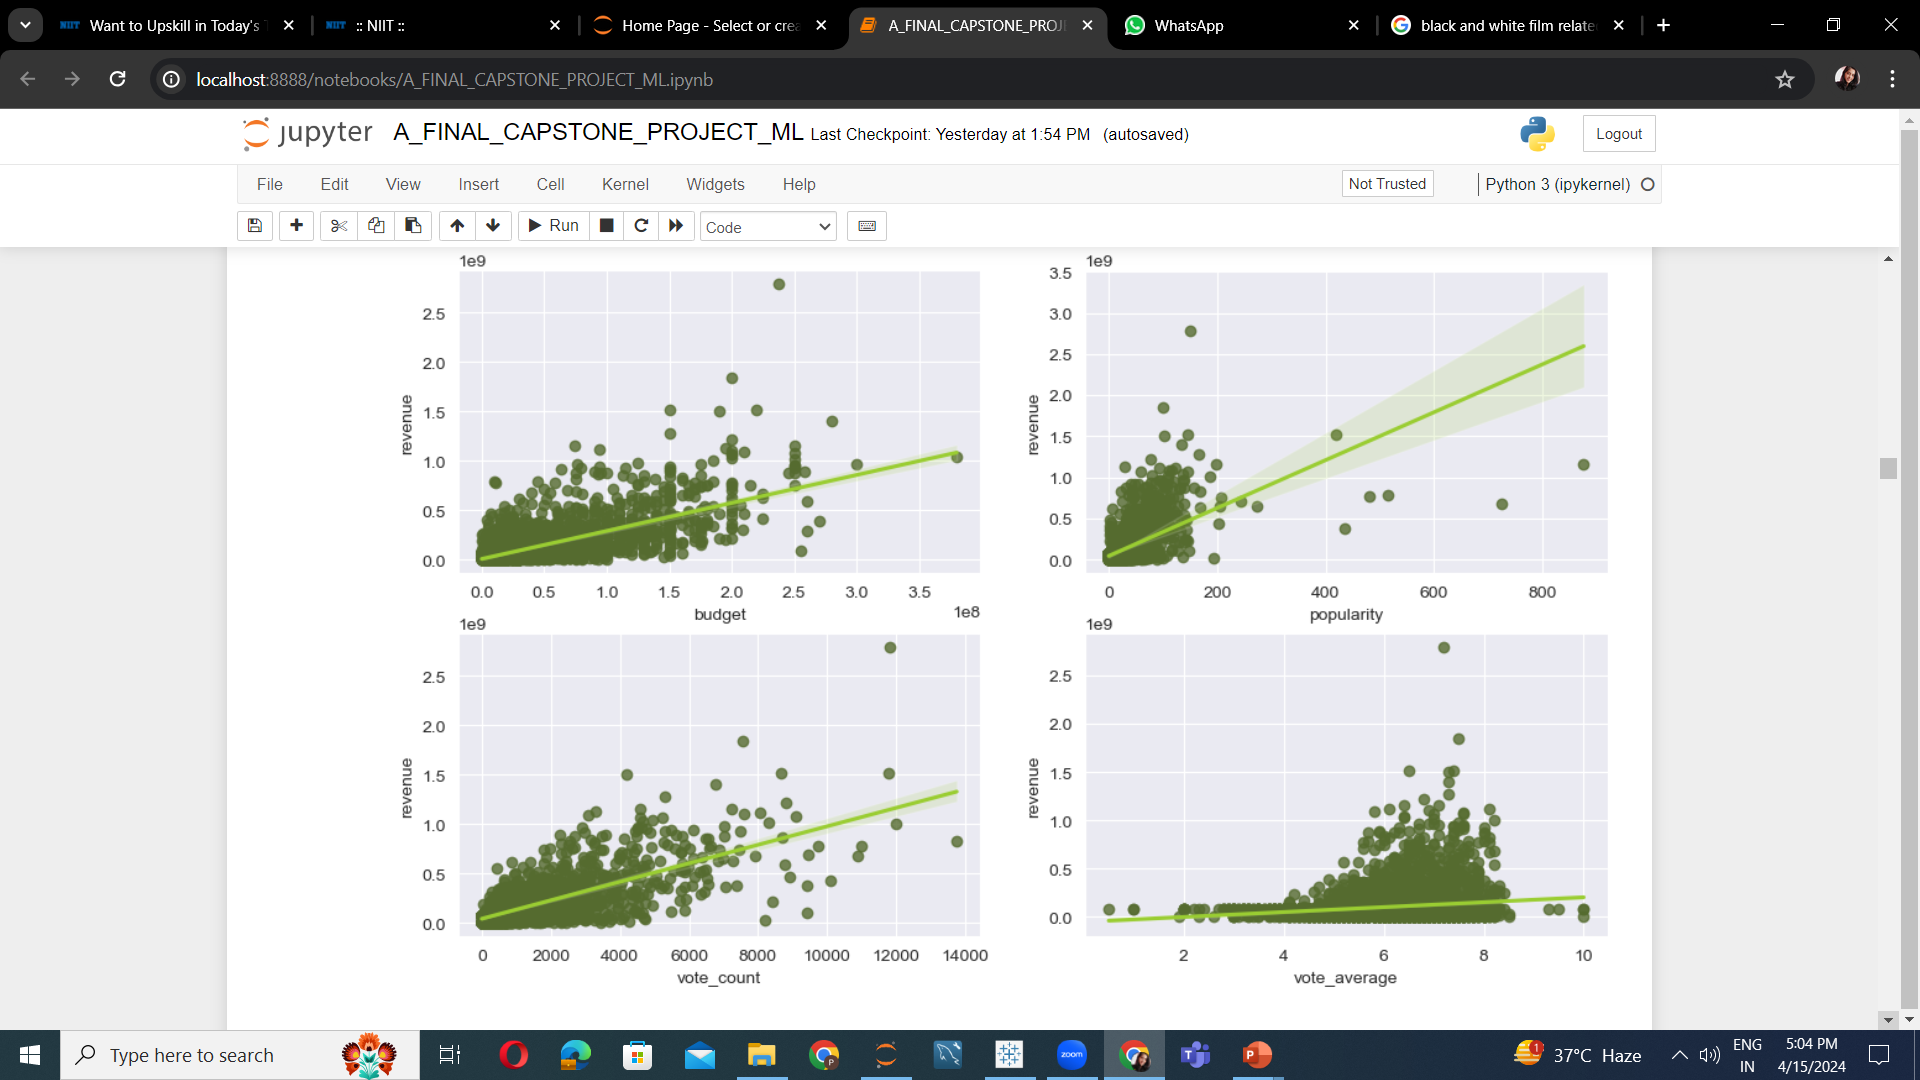 Want to Upskill in Today's
:: NIIT ::
Home Page - Select or crea
A_FINAL_CAPSTONE_PROJ
WhatsApp
black and white film relate
localhost:8888/notebooks/A_FINAL_CAPSTONE_PROJECT_ML.ipynb
jupyter A_FINAL_CAPSTONE_PROJECT_ML Last Checkpoint: Yesterday at 1:54 PM (autosaved)
Logout
File Edit View Insert Cell Kernel Widgets Help
Not Trusted
Python 3 (ipykernel)
Run
Code
1e9
2.5
2.0
1.5
1.0
0.5
0.0
revenue
0.0 0.5 1.0 1.5 2.0 2.5 3.0 3.5
budget
1e8
1e9
3.5
3.0
2.5
2.0
1.5
1.0
0.5
0.0
revenue
0 200 400 600 800
popularity
1e9
2.5
2.0
1.5
1.0
0.5
0.0
revenue
0 2000 4000 6000 8000 10000 12000 14000
vote_count
1e9
2.5
2.0
1.5
1.0
0.5
0.0
revenue
2 4 6 8 10
vote_average
Type here to search
zoom
37°C Haze
ENG
IN
5:04 PM
4/15/2024